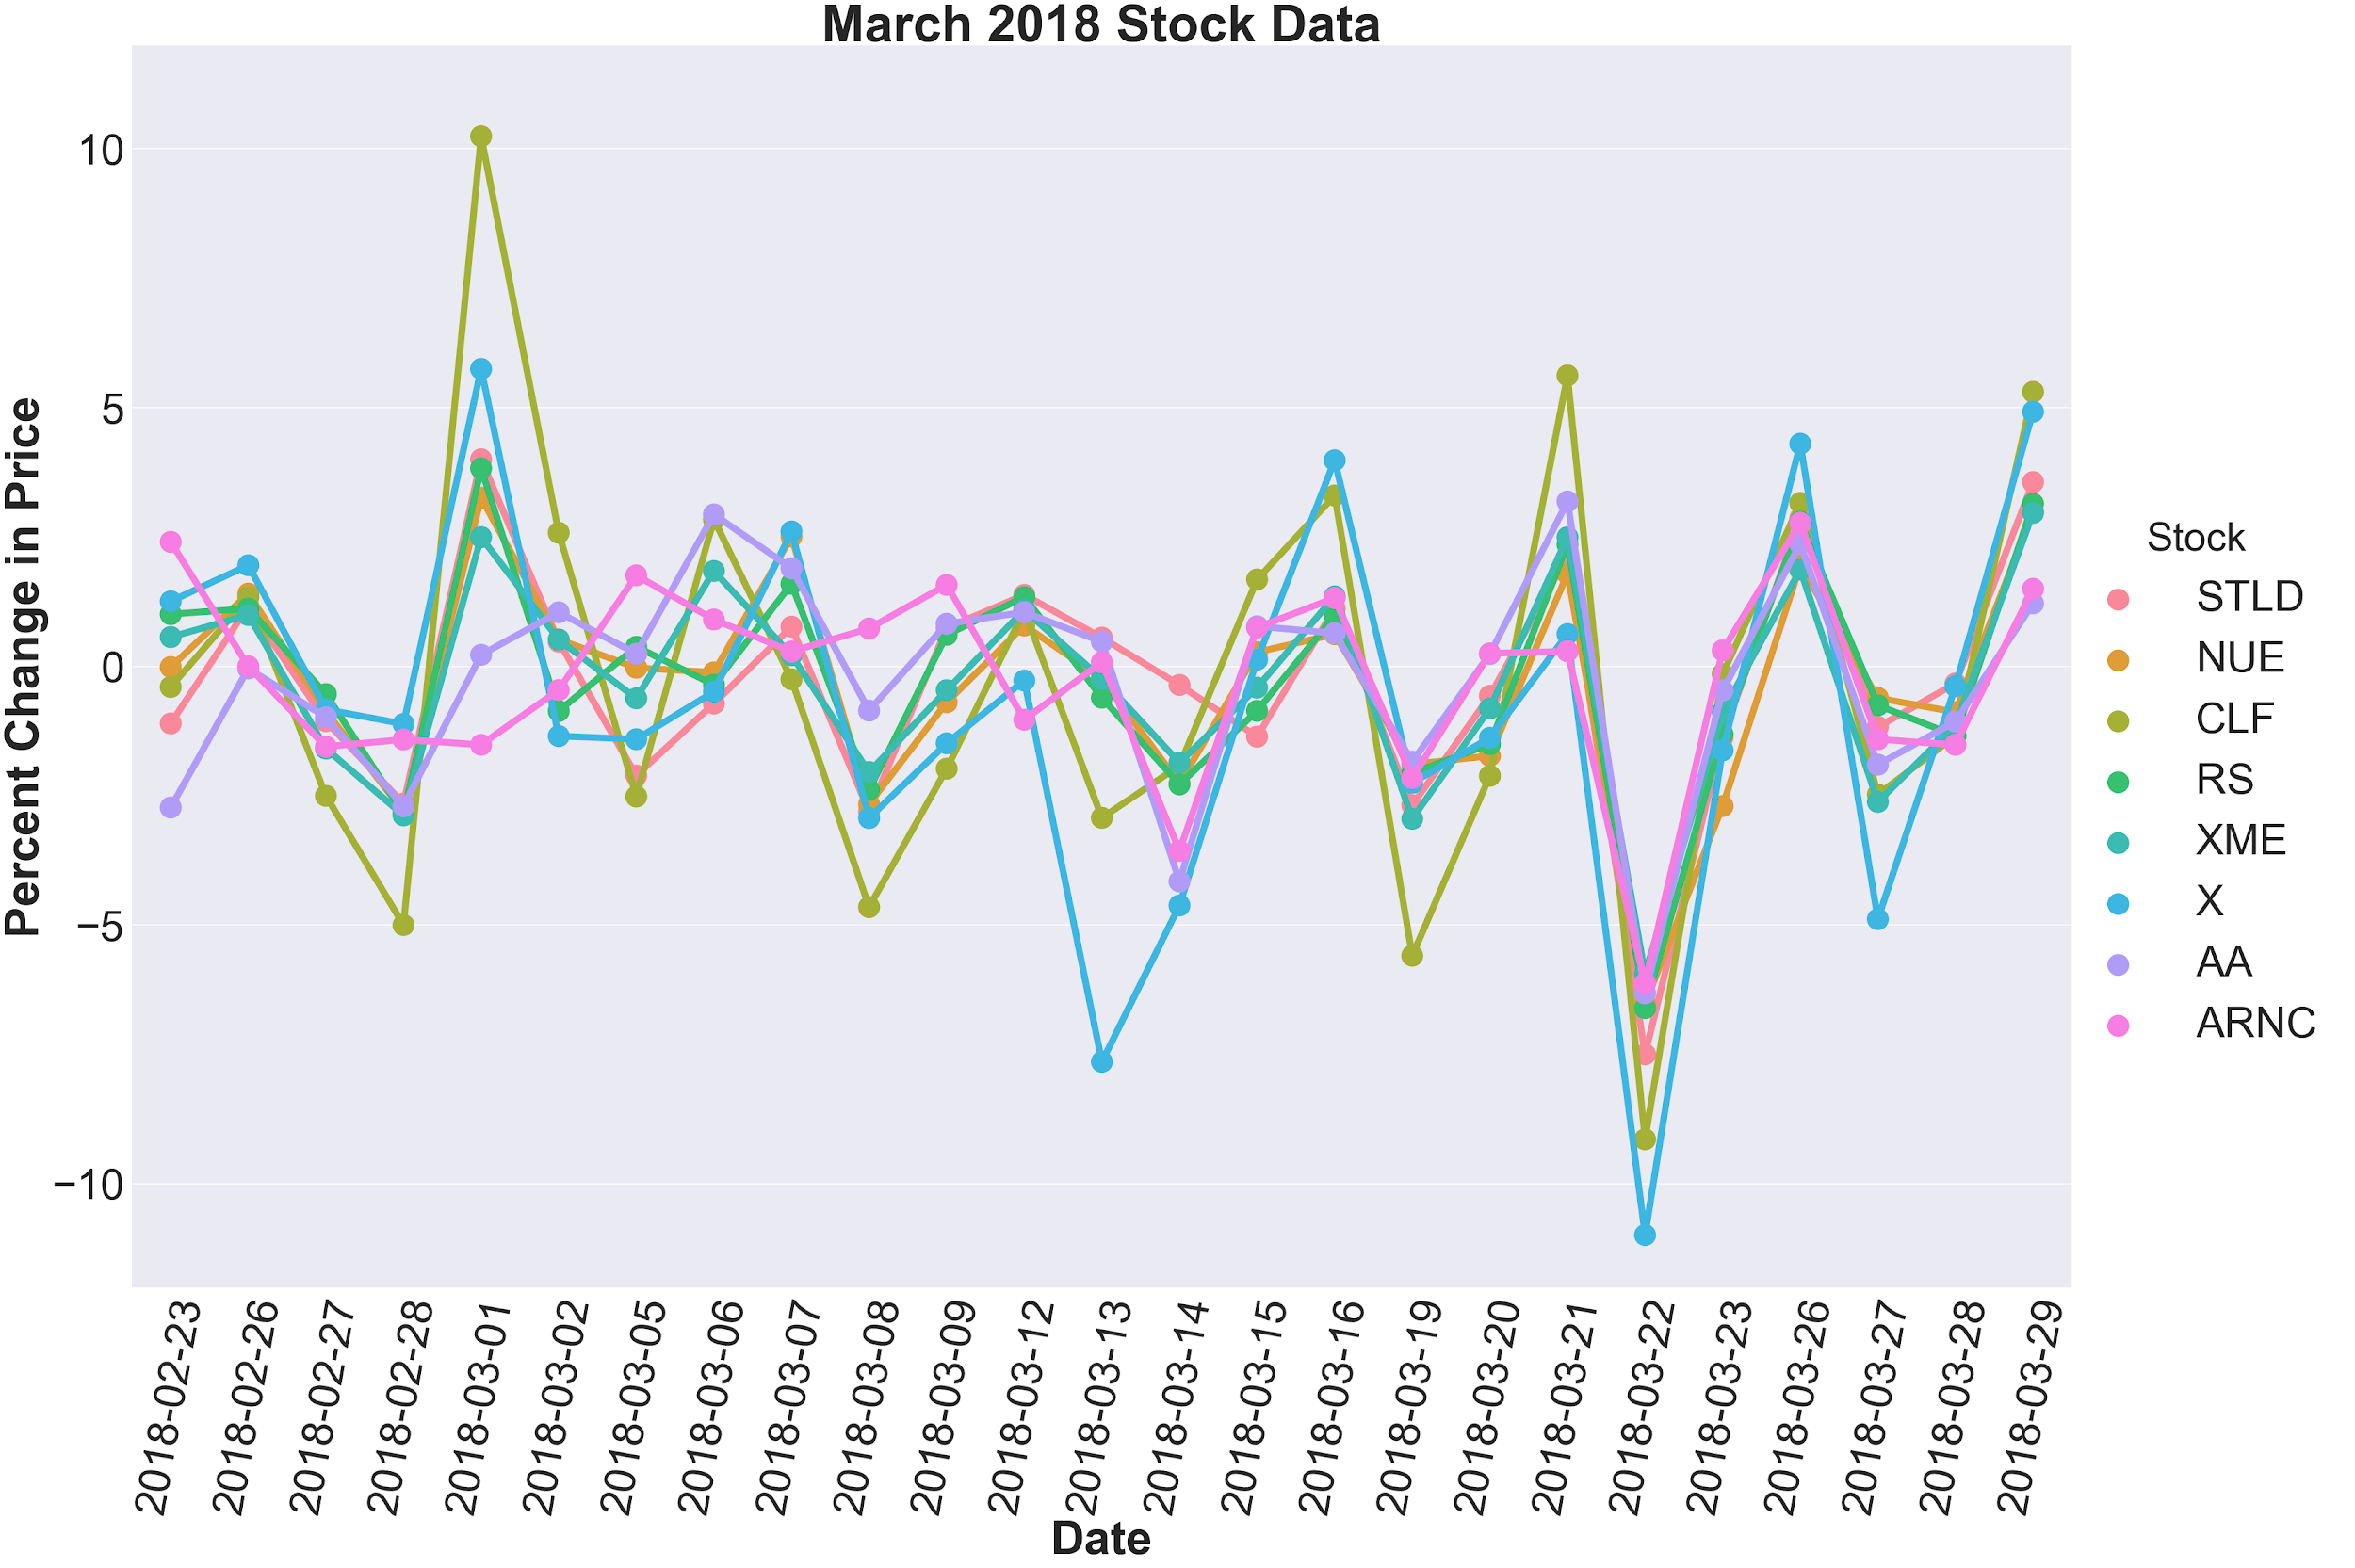 March 2018 Stock Data
Percent Change in Price
10
5
0
−5
−10
2018-02-23
2018-02-26
2018-02-27
2018-02-28
2018-03-01
2018-03-02
2018-03-05
2018-03-06
2018-03-07
2018-03-08
2018-03-09
2018-03-12
2018-03-13
2018-03-14
2018-03-15
2018-03-16
2018-03-19
2018-03-20
2018-03-21
2018-03-22
2018-03-23
2018-03-26
2018-03-27
2018-03-28
2018-03-29
Date
Stock
STLD
NUE
CLF
RS
XME
X
AA
ARNC